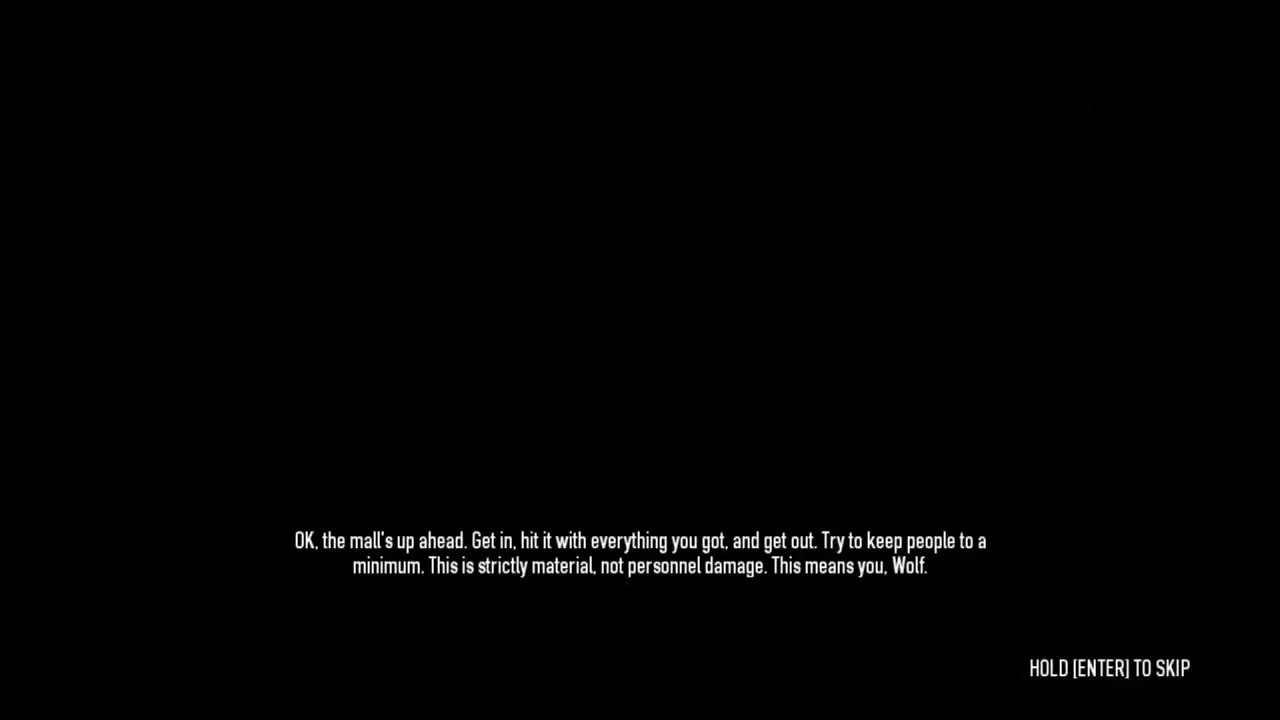 OK, the mall's up ahead. Get in, hit it with everything you got, and get out. Try to keep people to a
minimum. This is strictly material, not personnel damage. This means you, Wolf.
HOLD [ENTER] TO SKIP